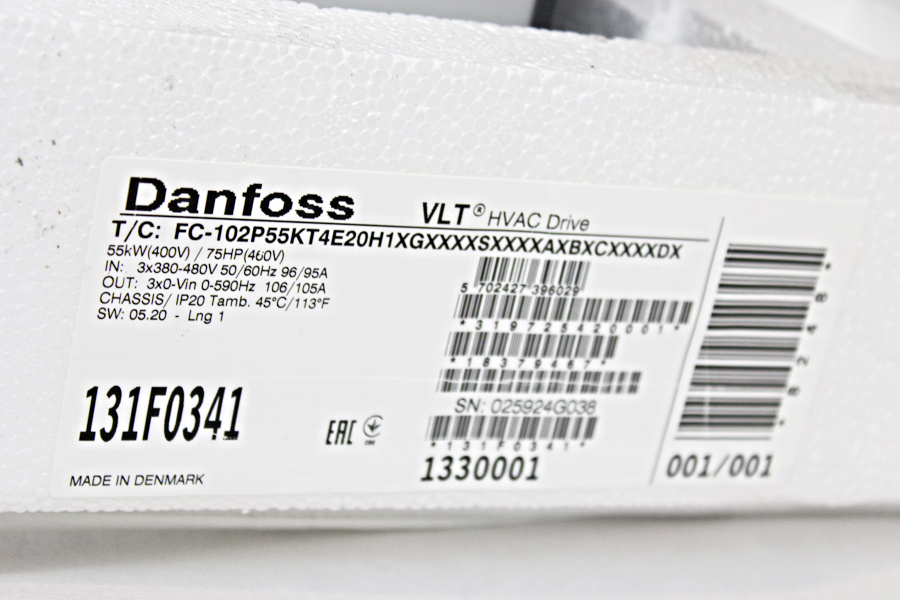 Danfoss
VLT® HVAC Drive
T/C: FC-102P55KT4E20H1XGXXXXSXXXXAXBXCXXXXDX
55kW(400V) / 75HP(460V)
IN: 3x380-480V 50/60Hz 96/95A
OUT: 3x0-Vin 0-590Hz 106/105A
CHASSIS/ IP20 Tamb. 45°C/113°F
SW: 05.20 - Lng 1
5 702427 396029
*319725420001*
*18379467*
SN: 025924G038
131F0341
EAC
*131F0341*
1330001
001/001
MADE IN DENMARK